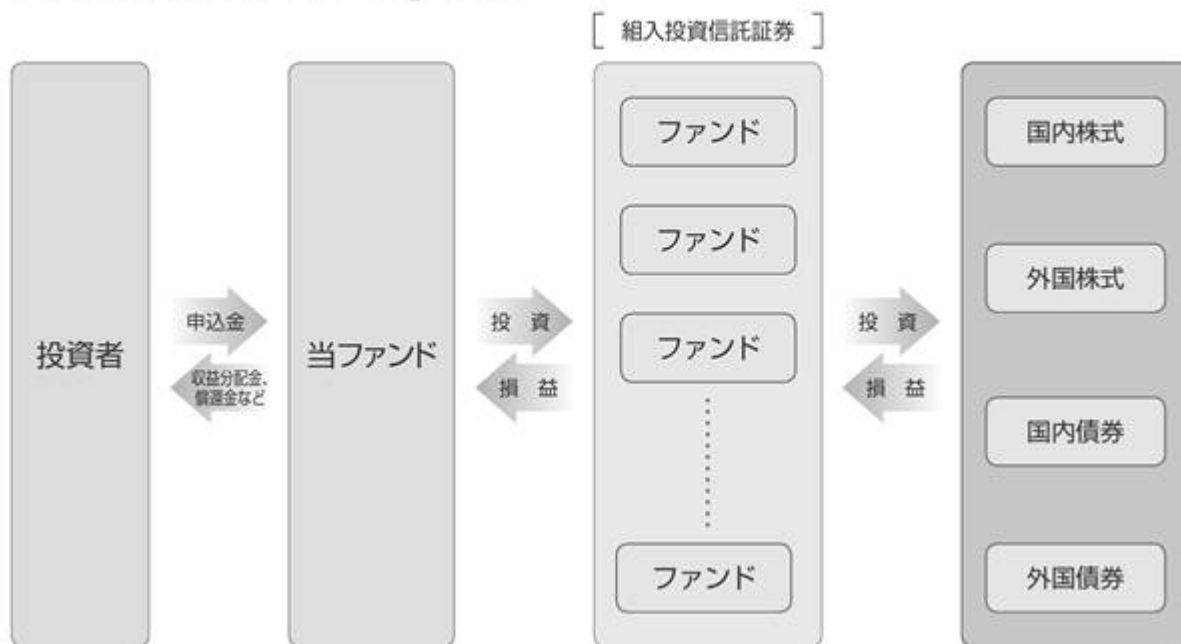 [組入投資信託証券]
投資者
申込金
収益分配金、
償還金など
当ファンド
投 資
損 益
ファンド
ファンド
ファンド
ファンド
投 資
損 益
国内株式
外国株式
国内債券
外国債券